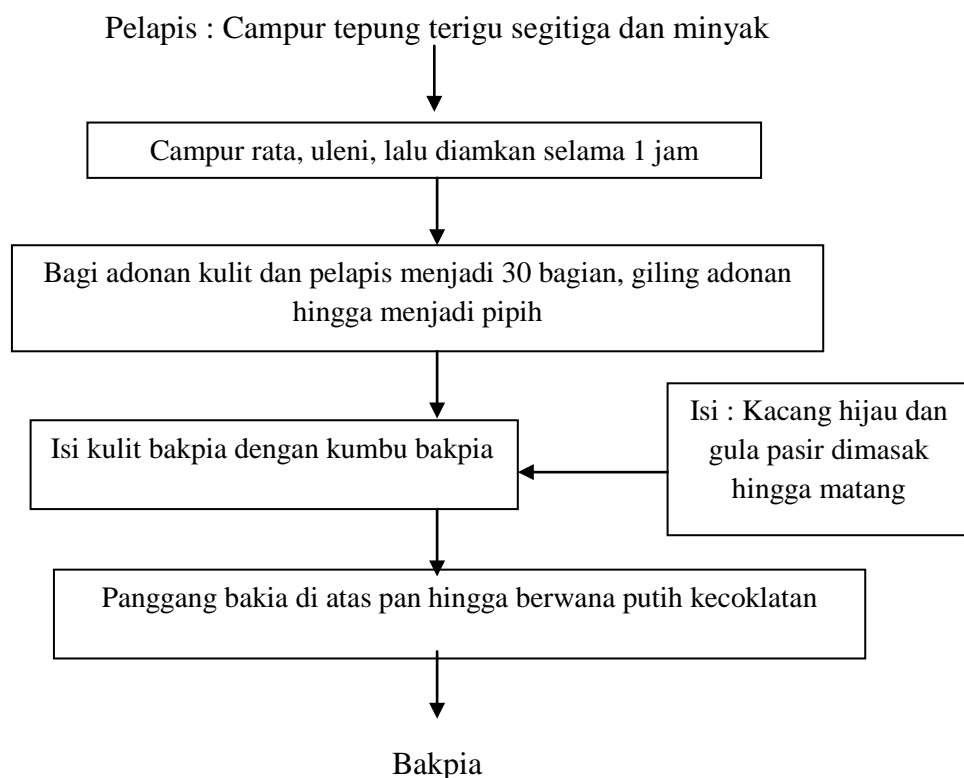 Pelapis : Campur tepung terigu segitiga dan minyak
Campur rata, uleni, lalu diamkan selama 1 jam
Bagi adonan kulit dan pelapis menjadi 30 bagian, giling adonan
hingga menjadi pipih
Isi kulit bakpia dengan kumbu bakpia
Isi : Kacang hijau dan
gula pasir dimasak
hingga matang
Panggang bakia di atas pan hingga berwana putih kecoklatan
Bakpia